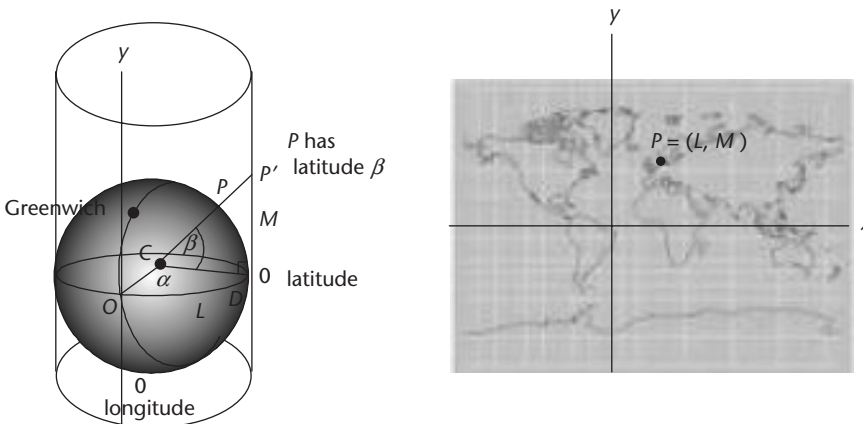 y
P has
latitude β
P
P′
Greenwich
M
β
C
α
0 latitude
O
L
D
0
longitude
y
P = (L, M )